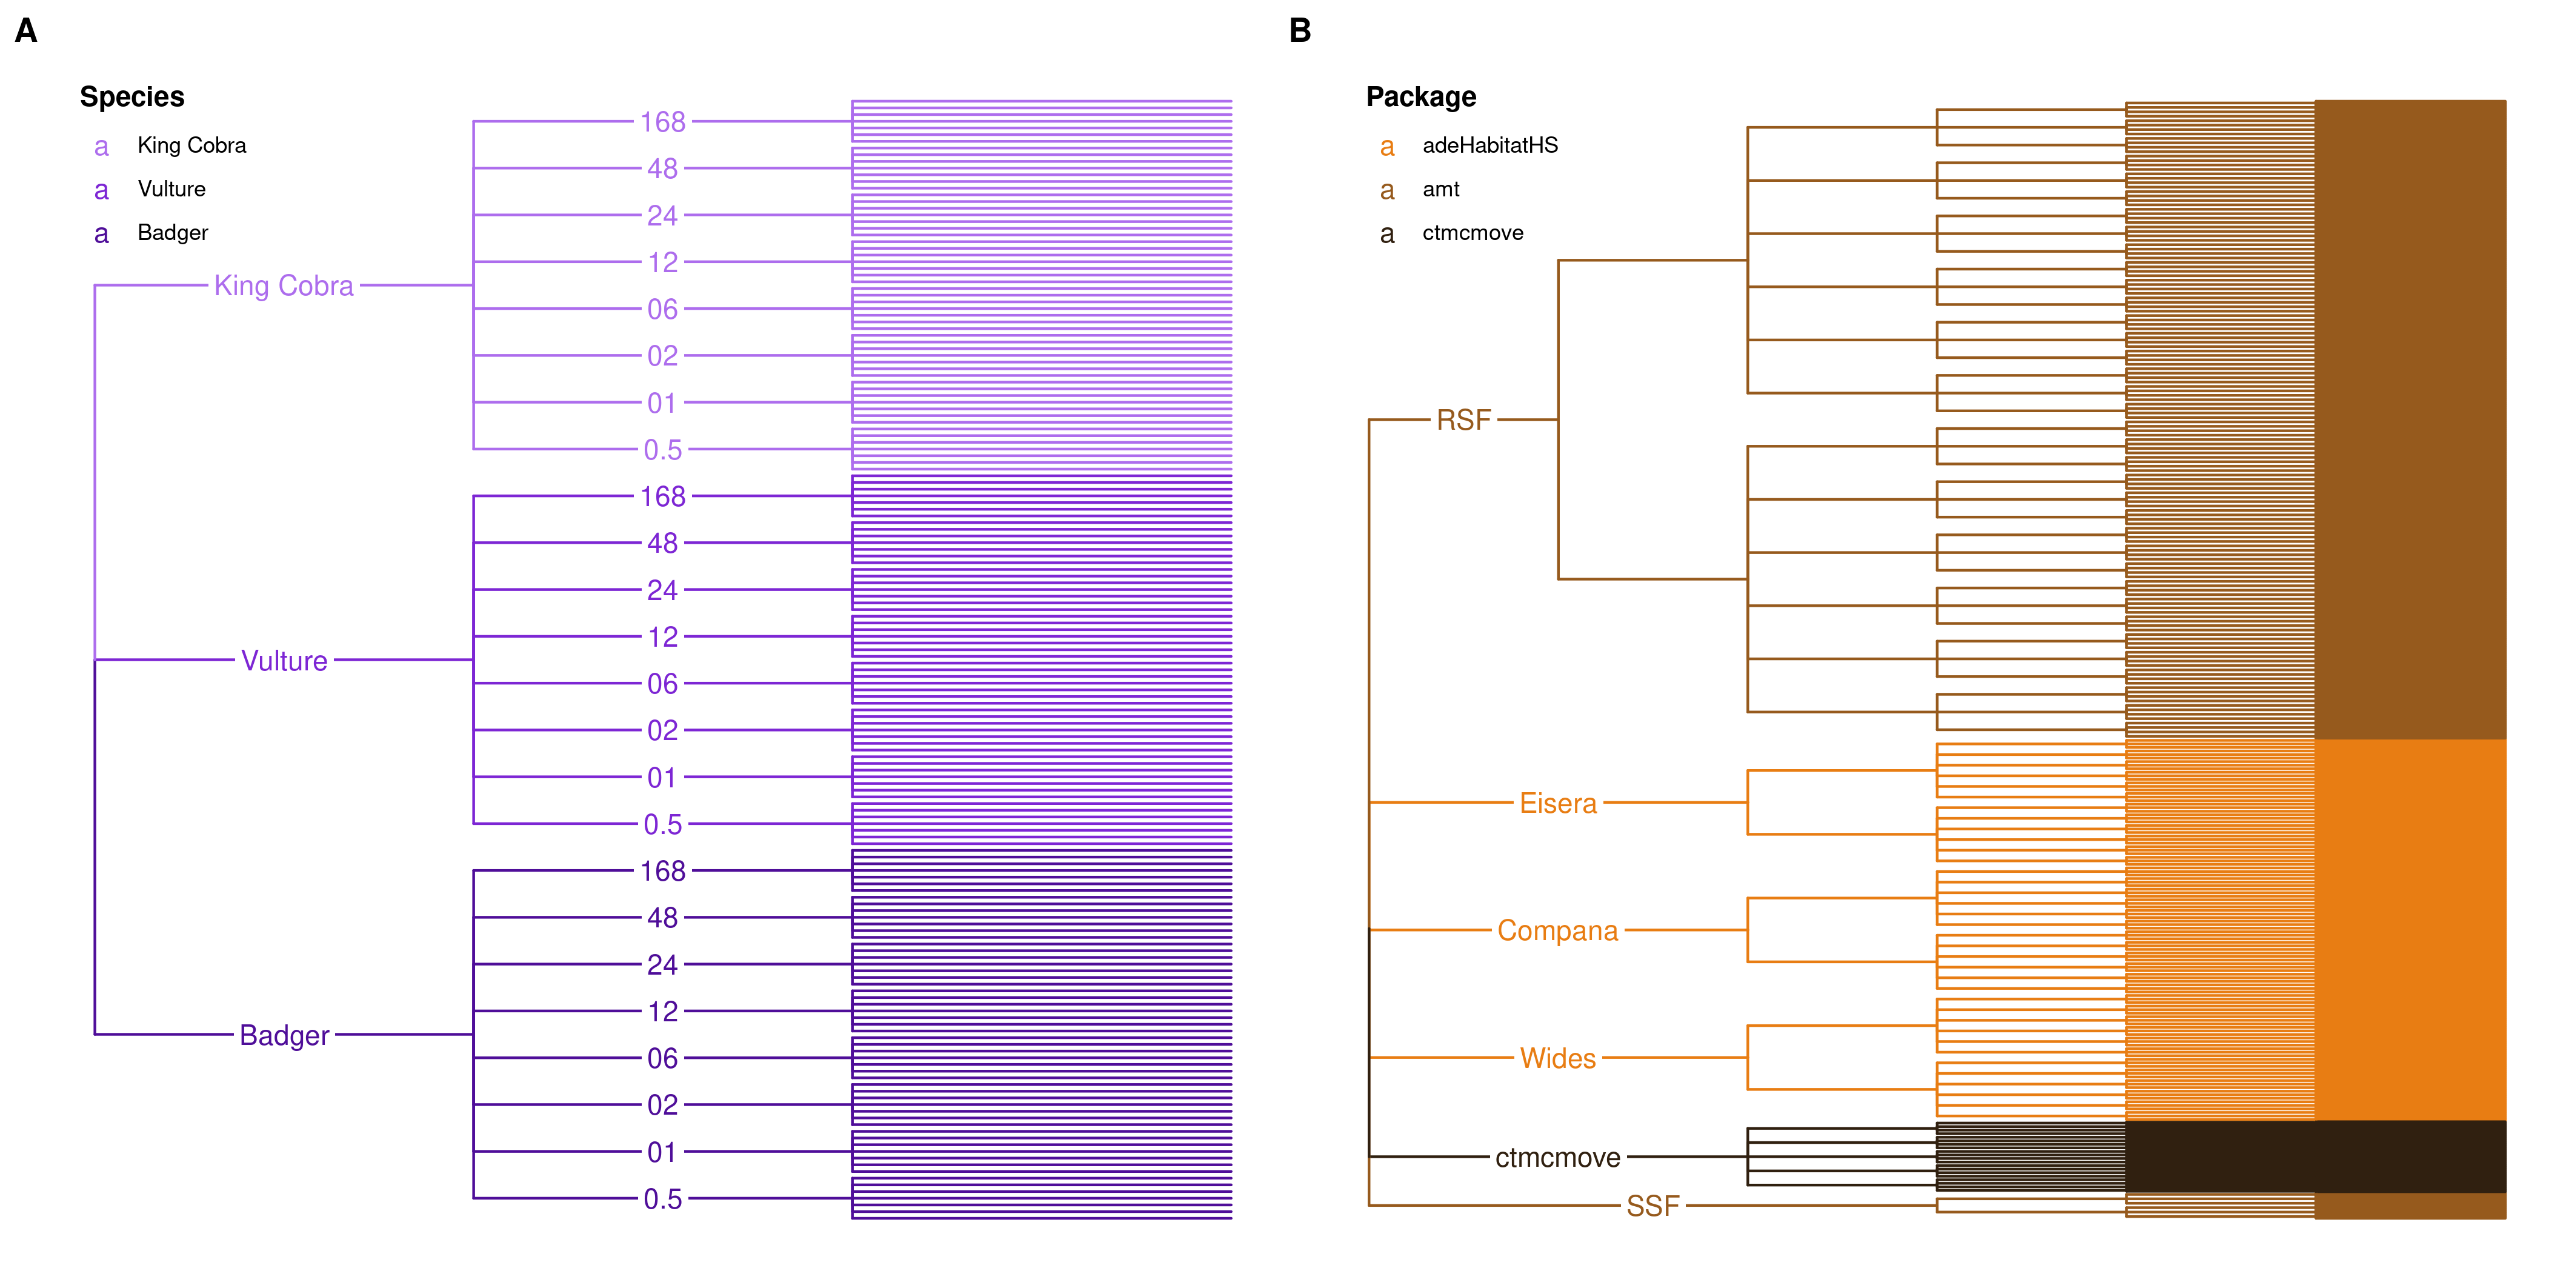 A
Species
a King Cobra
a Vulture
a Badger
168
48
24
12
King Cobra
06
02
01
0.5
168
48
24
12
Vulture
06
02
01
0.5
168
48
24
12
Badger
06
02
01
0.5
B
Package
a adeHabitatHS
a amt
a ctmcmove
RSF
Eisera
Compana
Wides
ctmcmove
SSF